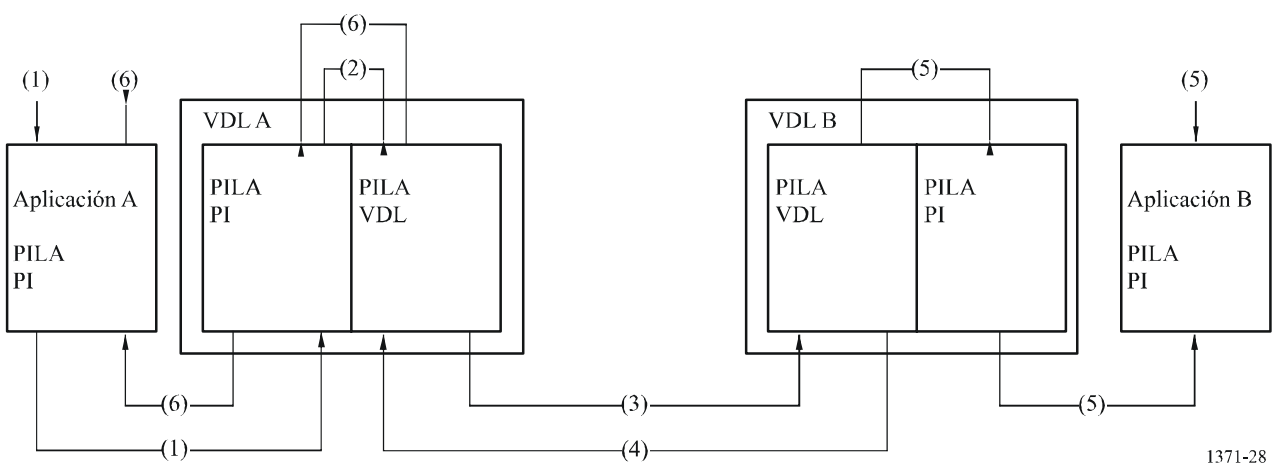 (6)
(1)
(6)
(2)
(5)
(5)
VDL A
VDL B
Aplicación A
PILA
PI
PILA
PI
PILA
VDL
PILA
VDL
PILA
PI
Aplicación B
PILA
PI
(6)
(3)
(5)
(1)
(4)
1371-28